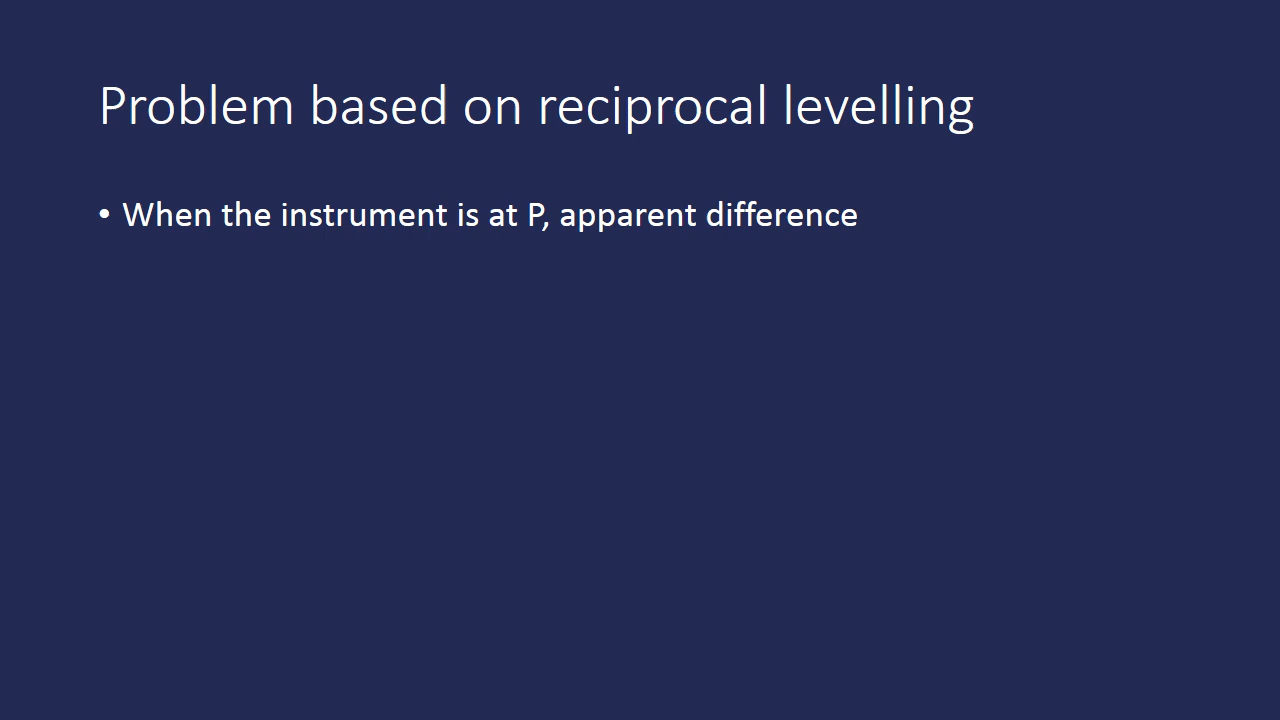 Problem based on reciprocal levelling
• When the instrument is at P, apparent difference